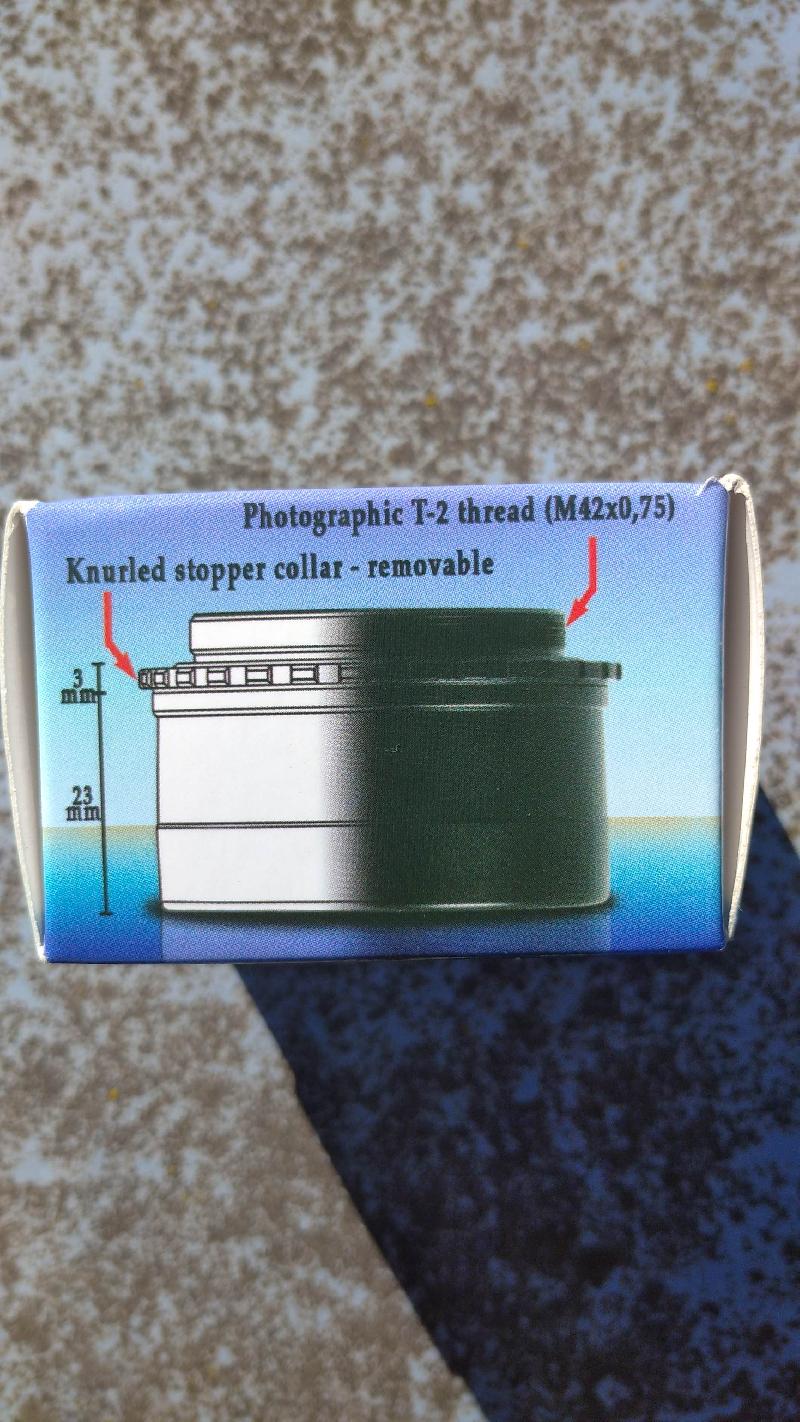 Photographic T-2 thread (M42x0,75)
Knurled stopper collar - removable
3
mm
23
mm